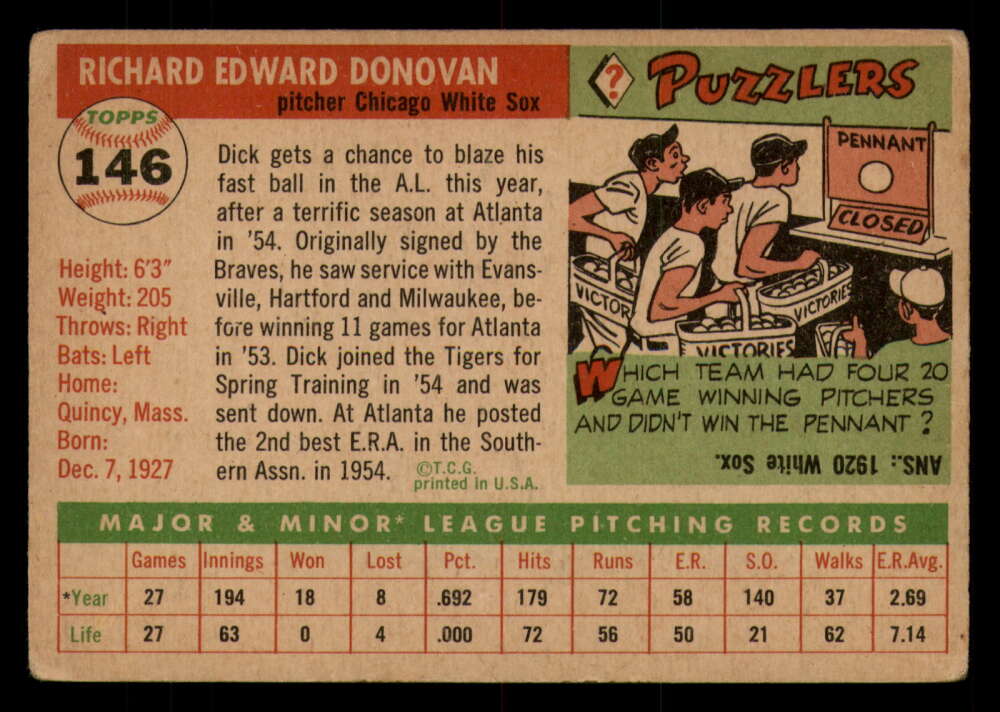 RICHARD EDWARD DONOVAN
pitcher Chicago White Sox
TOPPS
146
Height: 6'3"
Weight: 205
Throws: Right
Bats: Left
Home:
Quincy, Mass.
Born:
Dec. 7, 1927
Dick gets a chance to blaze his
fast ball in the A.L. this year,
after a terrific season at Atlanta
in '54. Originally signed by the
Braves, he saw service with Evans-
ville, Hartford and Milwaukee, be-
fore winning 11 games for Atlanta
in '53. Dick joined the Tigers for
Spring Training in '54 and was
sent down. At Atlanta he posted
the 2nd best E.R.A. in the South-
ern Assn. in 1954.
©T.C.G.
printed in U.S.A.
?
PUZZLERS
PENNANT
CLOSED
VICTOR
VICTORIES
VICTORIES
WHICH TEAM HAD FOUR 20
GAME WINNING PITCHERS
AND DIDN'T WIN THE PENNANT?
ANS.: 1920 White Sox.
MAJOR & MINOR* LEAGUE PITCHING RECORDS
Games Innings Won Lost Pct. Hits Runs E.R. S.O. Walks E.R.Avg.
*Year 27 194 18 8 .692 179 72 58 140 37 2.69
Life 27 63 0 4 .000 72 56 50 21 62 7.14